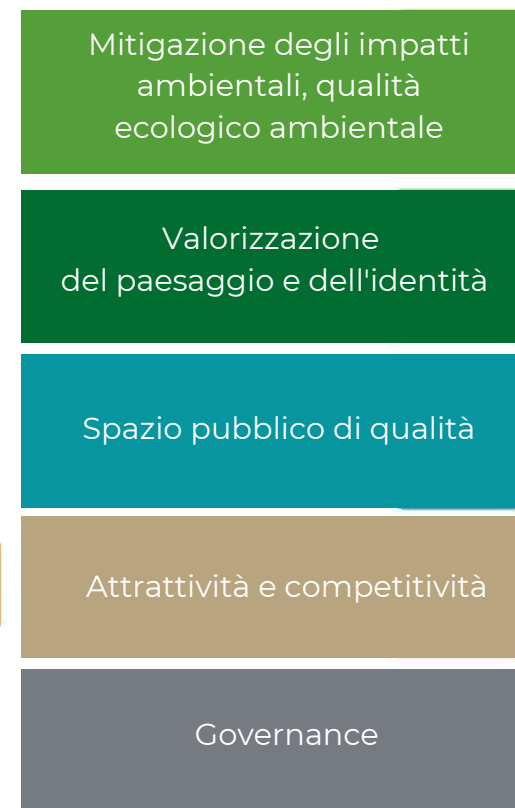 Mitigazione degli impatti
ambientali, qualità
ecologico ambientale
Valorizzazione
del paesaggio e dell'identità
Spazio pubblico di qualità
Attrattività e competitività
Governance